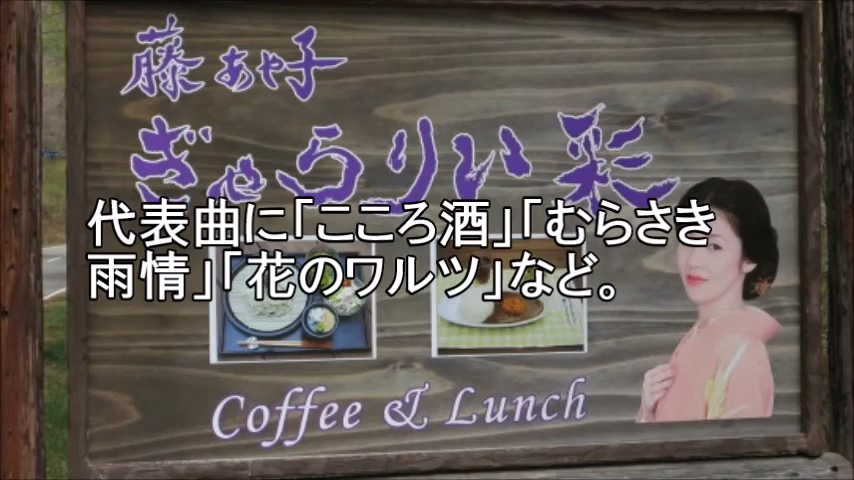 藤あや子
ぎゃらりい彩
代表曲に「こころ酒」「むらさき
雨情」「花のワルツ」など。
Coffee & Lunch